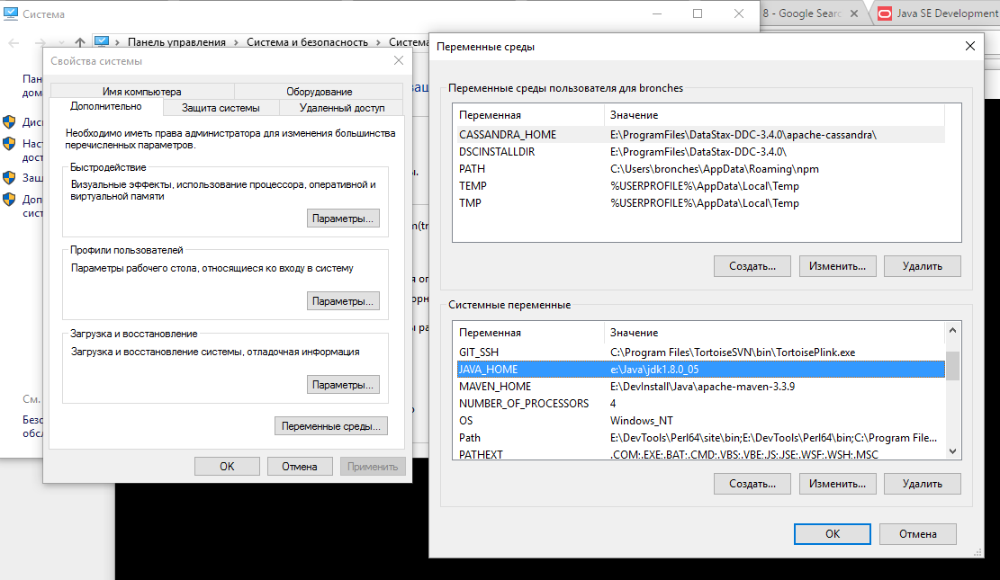 Система
8 - Google Searc
Java SE Development
Панель управления
Система и безопасность
Система
Пан
дом
Дис
Нас
дост
Защ
Доп
сист
См.
Безо
обсл
Свойства системы
Имя компьютера
Оборудование
Дополнительно
Защита системы
Удаленный доступ
Необходимо иметь права администратора для изменения большинства
перечисленных параметров.
Быстродействие
Визуальные эффекты, использование процессора, оперативной и
виртуальной памяти
Параметры...
Профили пользователей
Параметры рабочего стола, относящиеся ко входу в систему
Параметры...
Загрузка и восстановление
Загрузка и восстановление системы, отладочная информация
Параметры...
Переменные среды...
OK
Отмена
Применить
Переменные среды
Переменные среды пользователя для bronches
Переменная Значение
CASSANDRA_HOME E:\ProgramFiles\DataStax-DDC-3.4.0\apache-cassandra\
DSCINSTALLDIR E:\ProgramFiles\DataStax-DDC-3.4.0\
PATH C:\Users\bronches\AppData\Roaming\npm
TEMP %USERPROFILE%\AppData\Local\Temp
TMP %USERPROFILE%\AppData\Local\Temp
Создать...
Изменить...
Удалить
Системные переменные
Переменная Значение
GIT_SSH C:\Program Files\TortoiseSVN\bin\TortoisePlink.exe
JAVA_HOME e:\Java\jdk1.8.0_05
MAVEN_HOME E:\DevInstall\Java\apache-maven-3.3.9
NUMBER_OF_PROCESSORS 4
OS Windows_NT
Path E:\DevTools\Perl64\site\bin;E:\DevTools\Perl64\bin;C:\Program File...
PATHEXT .COM;.EXE;.BAT;.CMD;.VBS;.VBE;.JS;.JSE;.WSF;.WSH;.MSC
Создать...
Изменить...
Удалить
OK
Отмена